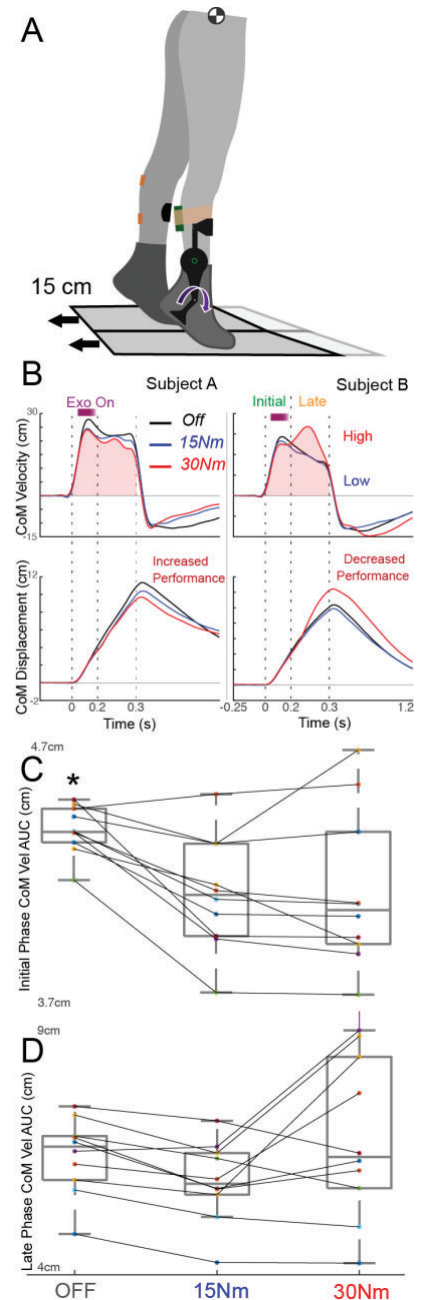 A
15 cm
B
Subject A
Subject B
Exo On
Initial
Late
30
Off
15Nm
30Nm
High
Low
CoM Velocity (cm)
-15
12
Increased
Performance
Decreased
Performance
CoM Displacement (cm)
-2
0
0.2
0.3
-0.25
0
0.2
0.3
1.2
Time (s)
Time (s)
C
4.7cm
*
Initial Phase CoM Vel AUC (cm)
3.7cm
D
9cm
Late Phase CoM Vel AUC (cm)
4cm
OFF
15Nm
30Nm